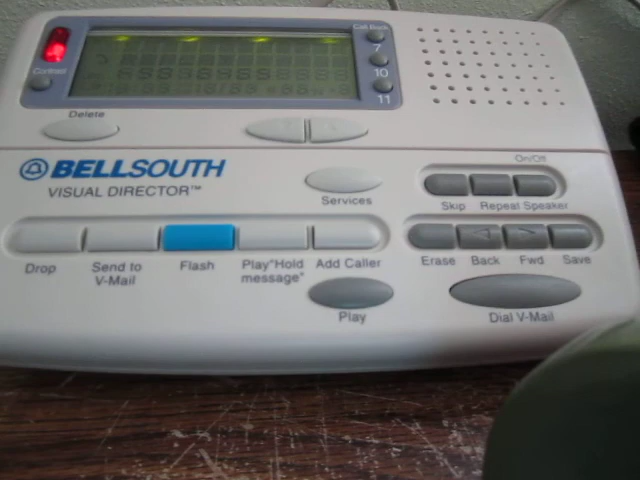 Call Back
7
Contrast
10
11
Delete
On/Off
BELLSOUTH
VISUAL DIRECTOR™
Services
Skip Repeat Speaker
Drop Send to V-Mail Flash Play "Hold message" Add Caller
Erase Back Fwd Save
Play
Dial V-Mail